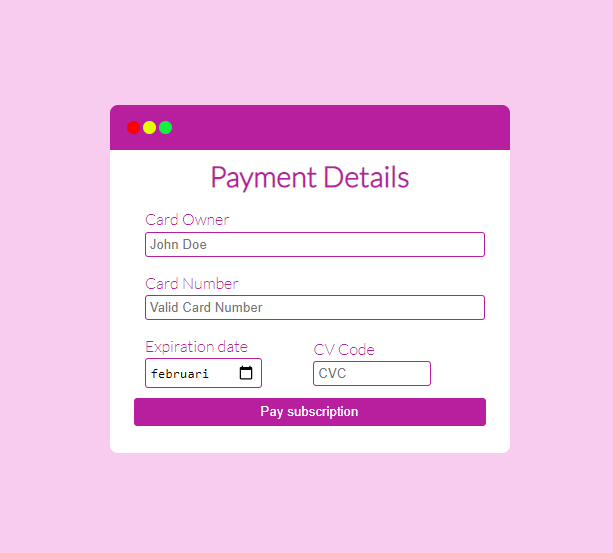 Payment Details
Card Owner
John Doe
Card Number
Valid Card Number
Expiration date
CV Code
februari
CVC
Pay subscription